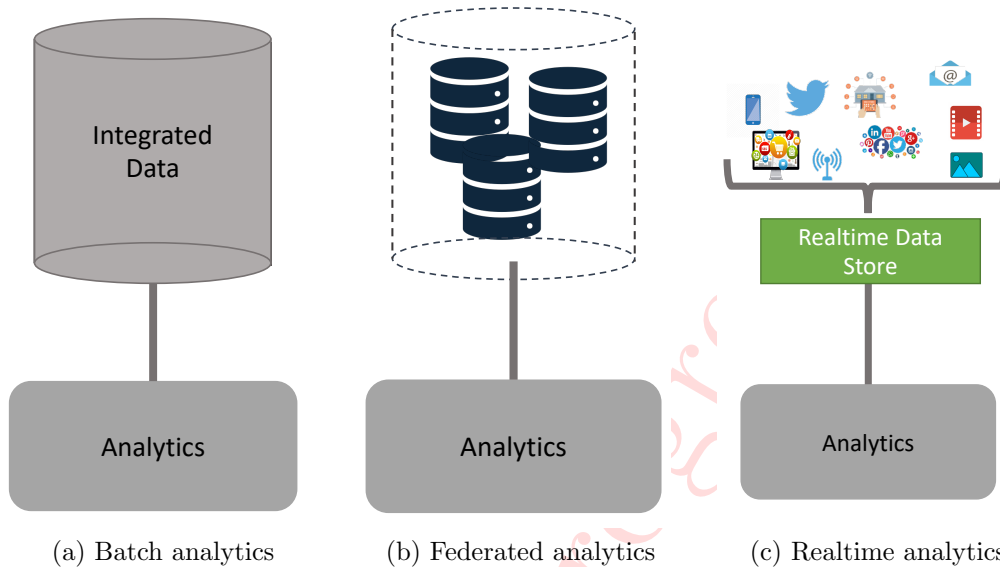 Integrated
Data
Realtime Data
Store
Analytics
Analytics
Analytics
(a) Batch analytics
(b) Federated analytics
(c) Realtime analytics